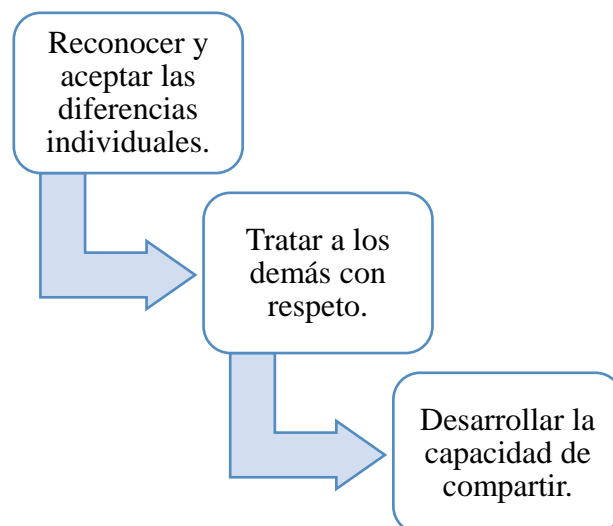 Reconocer y
aceptar las
diferencias
individuales.
Tratar a los
demás con
respeto.
Desarrollar la
capacidad de
compartir.